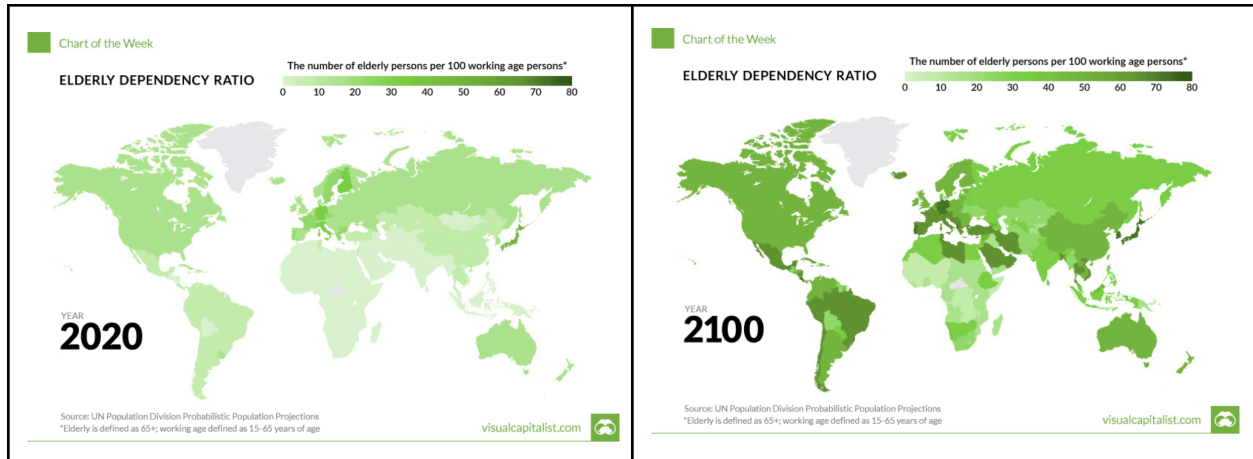 Chart of the Week
The number of elderly persons per 100 working age persons*
ELDERLY DEPENDENCY RATIO
0 10 20 30 40 50 60 70 80
YEAR
2020
Source: UN Population Division Probabilistic Population Projections
*Elderly is defined as 65+; working age defined as 15-65 years of age
visualcapitalist.com
Chart of the Week
The number of elderly persons per 100 working age persons*
ELDERLY DEPENDENCY RATIO
0 10 20 30 40 50 60 70 80
YEAR
2100
Source: UN Population Division Probabilistic Population Projections
*Elderly is defined as 65+; working age defined as 15-65 years of age
visualcapitalist.com